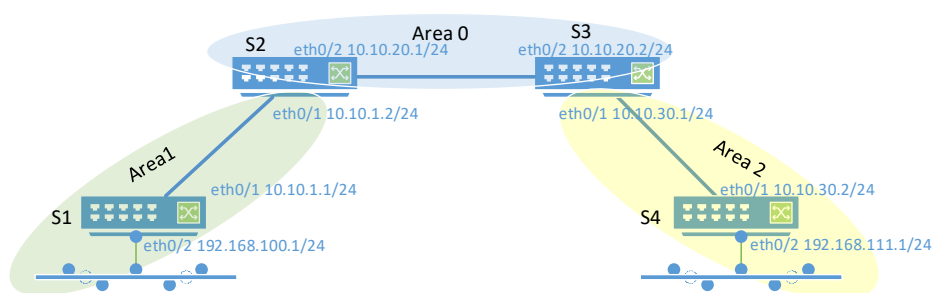 Area 0
S2
S3
eth0/2 10.10.20.1/24
eth0/2 10.10.20.2/24
eth0/1 10.10.1.2/24
eth0/1 10.10.30.1/24
Area1
Area 2
eth0/1 10.10.1.1/24
eth0/1 10.10.30.2/24
S1
S4
eth0/2 192.168.100.1/24
eth0/2 192.168.111.1/24